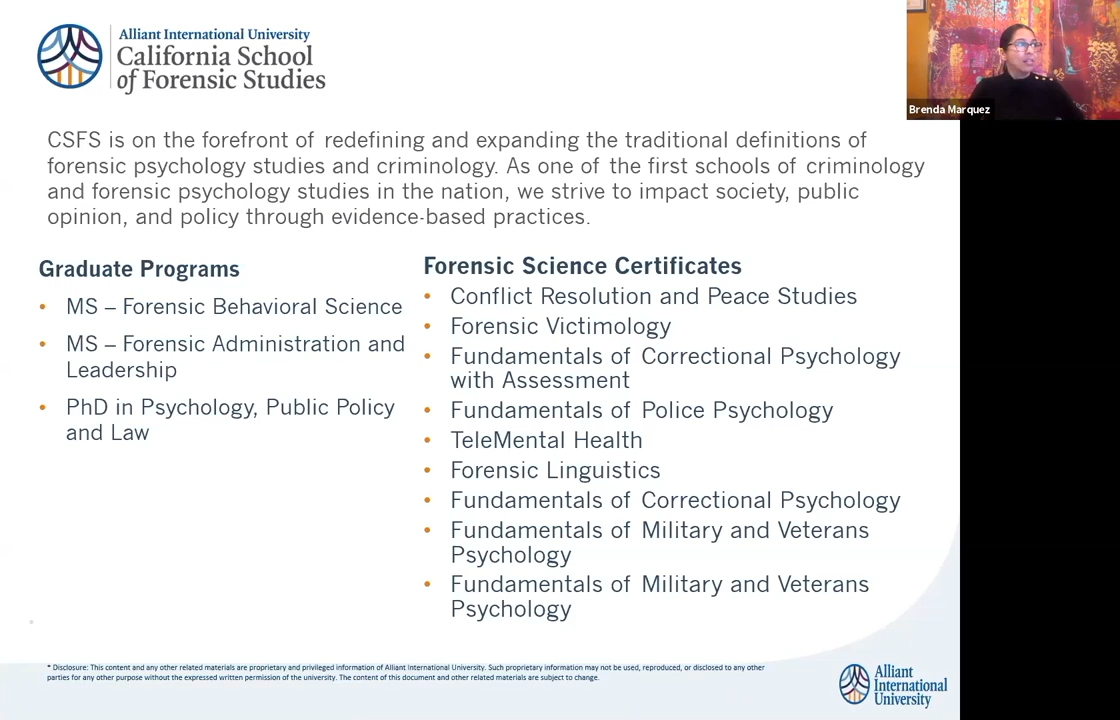 Alliant International University
California School
of Forensic Studies
Brenda Marquez
CSFS is on the forefront of redefining and expanding the traditional definitions of
forensic psychology studies and criminology. As one of the first schools of criminology
and forensic psychology studies in the nation, we strive to impact society, public
opinion, and policy through evidence-based practices.
Graduate Programs
• MS – Forensic Behavioral Science
• MS – Forensic Administration and
Leadership
• PhD in Psychology, Public Policy
and Law
Forensic Science Certificates
• Conflict Resolution and Peace Studies
• Forensic Victimology
• Fundamentals of Correctional Psychology
with Assessment
• Fundamentals of Police Psychology
• TeleMental Health
• Forensic Linguistics
• Fundamentals of Correctional Psychology
• Fundamentals of Military and Veterans
Psychology
• Fundamentals of Military and Veterans
Psychology
* Disclosure: This content and any other related materials are proprietary and privileged information of Alliant International University. Such proprietary information may not be used, reproduced, or disclosed to any other
parties for any other purpose without the expressed written permission of the university. The content of this document and other related materials are subject to change.
Alliant
International
University